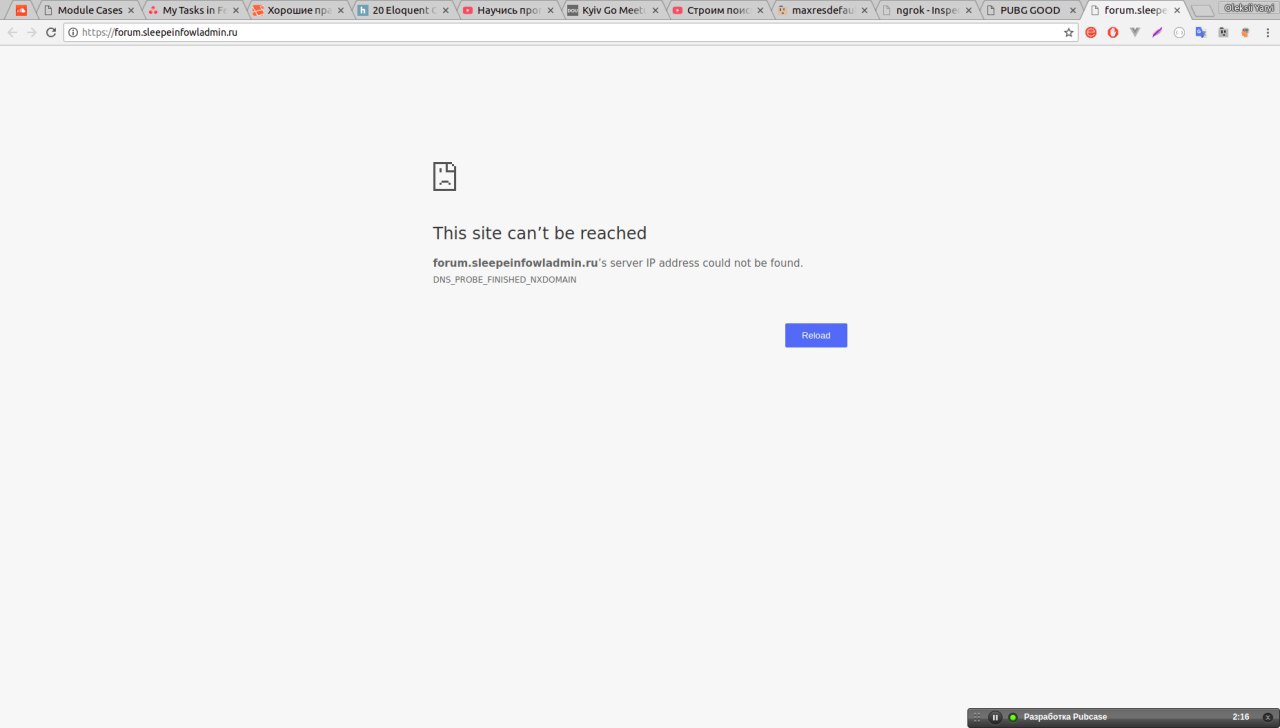 Module Cases
My Tasks in
Хорошие пра
20 Eloquent
Научись про
Kyiv Go Meet
Строим пои
maxresdefau
ngrok - Inspe
PUBG GOOD
forum.sleepe
Oleksii Yanyi
https://forum.sleepeinfowladmin.ru
This site can’t be reached
forum.sleepeinfowladmin.ru’s server IP address could not be found.
DNS_PROBE_FINISHED_NXDOMAIN
Reload
Разработка Pubcase 2:16